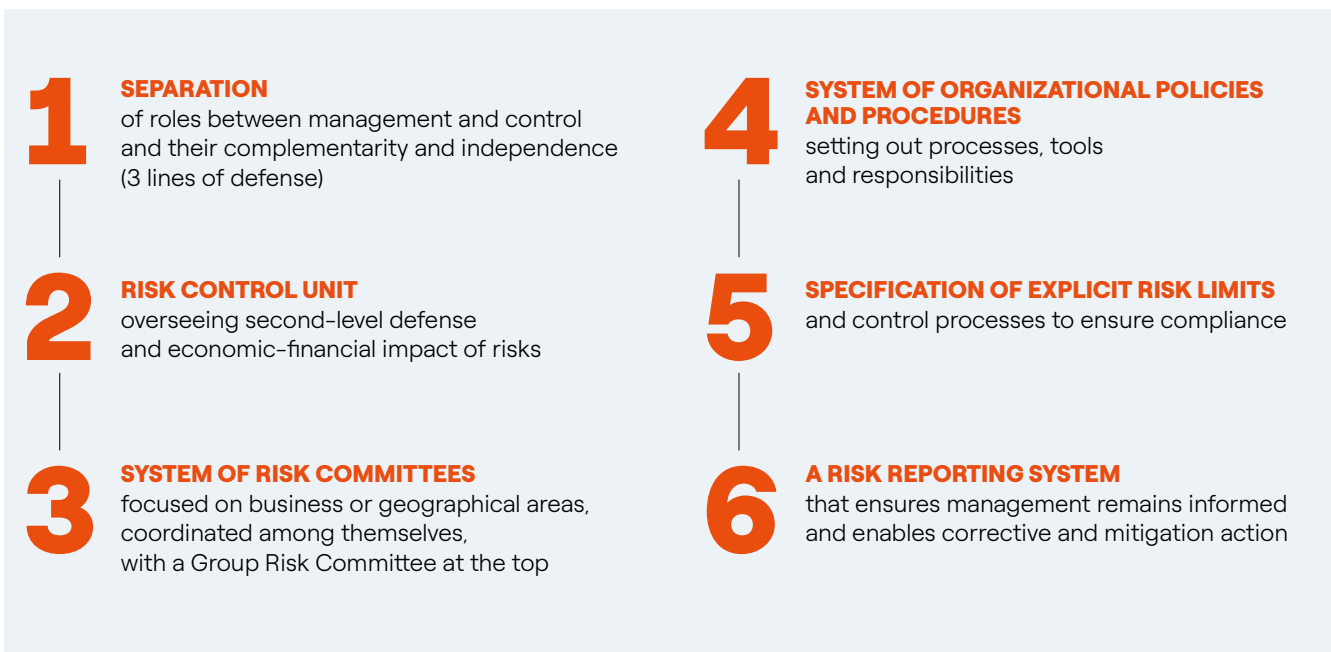 1
SEPARATION
of roles between management and control
and their complementarity and independence
(3 lines of defense)
2
RISK CONTROL UNIT
overseeing second-level defense
and economic-financial impact of risks
3
SYSTEM OF RISK COMMITTEES
focused on business or geographical areas,
coordinated among themselves,
with a Group Risk Committee at the top
4
SYSTEM OF ORGANIZATIONAL POLICIES
AND PROCEDURES
setting out processes, tools
and responsibilities
5
SPECIFICATION OF EXPLICIT RISK LIMITS
and control processes to ensure compliance
6
A RISK REPORTING SYSTEM
that ensures management remains informed
and enables corrective and mitigation action